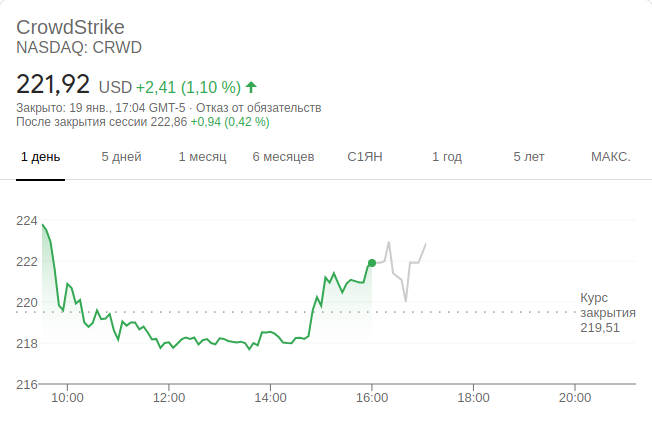 CrowdStrike
NASDAQ: CRWD
221,92 USD +2,41 (1,10 %)
Закрыто: 19 янв., 17:04 GMT-5 · Отказ от обязательств
После закрытия сессии 222,86 +0,94 (0,42 %)
1 день 5 дней 1 месяц 6 месяцев С1ЯН 1 год 5 лет МАКС.
224
222
220
218
216
Курс
закрытия
219,51
10:00 12:00 14:00 16:00 18:00 20:00